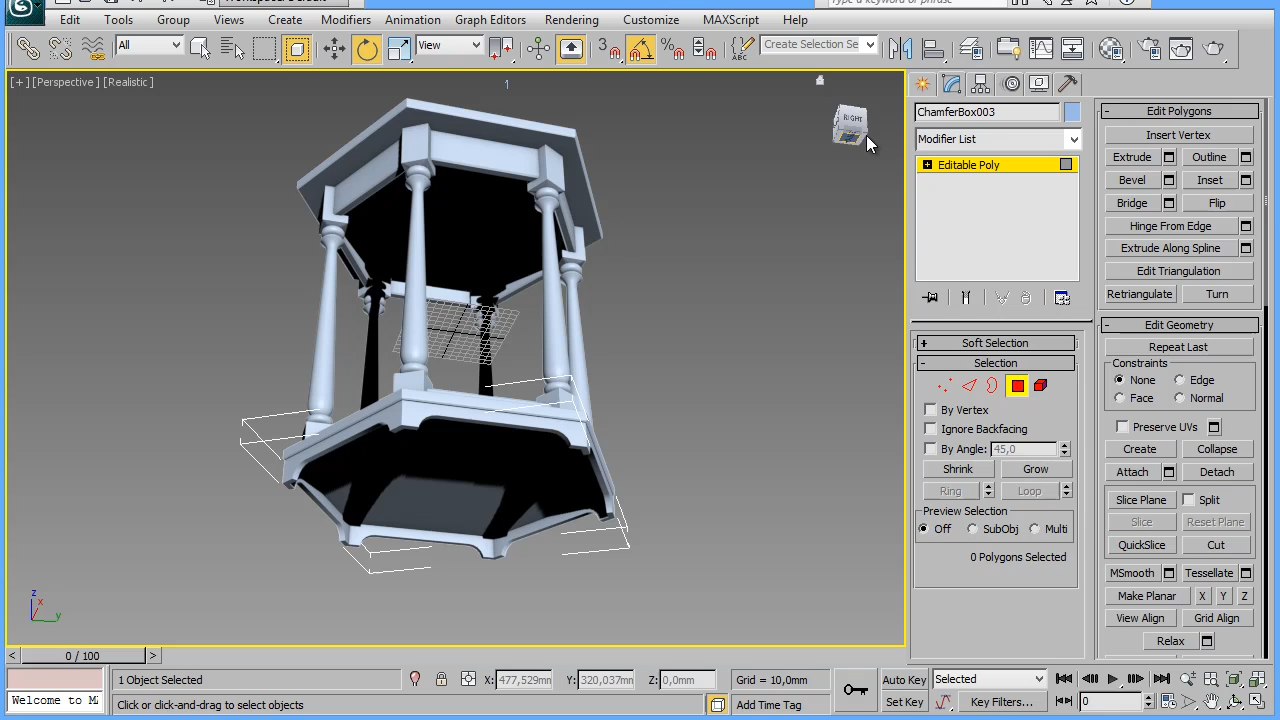 Edit Tools Group Views Create Modifiers Animation Graph Editors Rendering Customize MAXScript Help
All View 3 ABC Create Selection Se
[+] [Perspective] [Realistic]
1
RIGHT
z
x
y
ChamferBox003
Modifier List
Editable Poly
Soft Selection
Selection
By Vertex
Ignore Backfacing
By Angle: 45,0
Shrink Grow
Ring Loop
Preview Selection
Off SubObj Multi
0 Polygons Selected
Edit Polygons
Insert Vertex
Extrude Outline
Bevel Inset
Bridge Flip
Hinge From Edge
Extrude Along Spline
Edit Triangulation
Retriangulate Turn
Edit Geometry
Repeat Last
Constraints
None Edge
Face Normal
Preserve UVs
Create Collapse
Attach Detach
Slice Plane Split
Slice Reset Plane
QuickSlice Cut
MSmooth Tessellate
Make Planar X Y Z
View Align Grid Align
Relax
0 / 100
1 Object Selected X: 477,529mm Y: 320,037mm Z: 0,0mm Grid = 10,0mm Auto Key Selected
Welcome to M Click or click-and-drag to select objects Add Time Tag Set Key Key Filters... 0